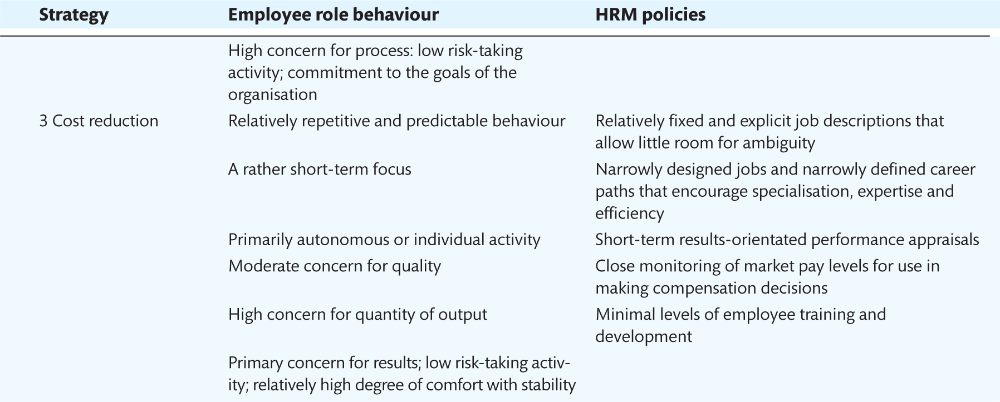 Strategy Employee role behaviour HRM policies
High concern for process: low risk-taking
activity; commitment to the goals of the
organisation
3 Cost reduction Relatively repetitive and predictable behaviour Relatively fixed and explicit job descriptions that
allow little room for ambiguity
A rather short-term focus Narrowly designed jobs and narrowly defined career
paths that encourage specialisation, expertise and
efficiency
Primarily autonomous or individual activity Short-term results-orientated performance appraisals
Moderate concern for quality Close monitoring of market pay levels for use in
making compensation decisions
High concern for quantity of output Minimal levels of employee training and
development
Primary concern for results; low risk-taking activ-
ity; relatively high degree of comfort with stability